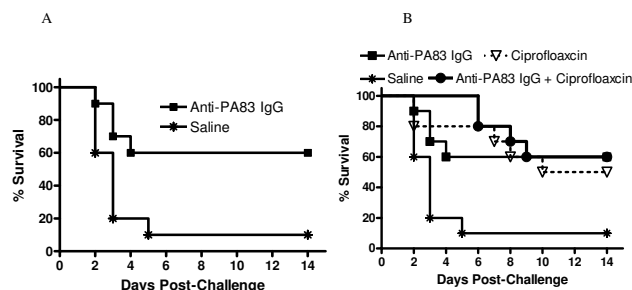 A
B
Anti-PA83 IgG
Saline
% Survival
100
80
60
40
20
0
0 2 4 6 8 10 12 14
Days Post-Challenge
Anti-PA83 IgG Ciprofloaxcin
Saline Anti-PA83 IgG + Ciprofloaxcin
% Survival
100
80
60
40
20
0
0 2 4 6 8 10 12 14
Days Post-Challenge